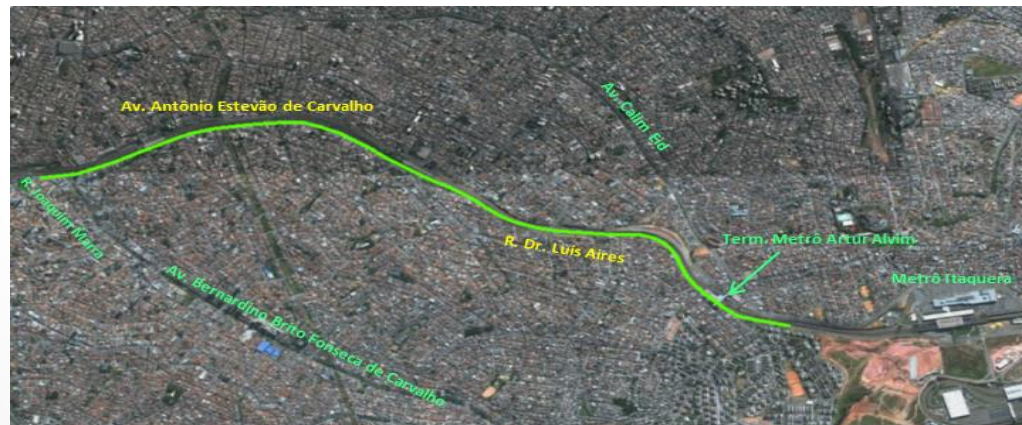 Av. Antônio Estevão de Carvalho
Av. Calim Eid
R. Joaquim Marra
R. Dr. Luís Aires
Term. Metrô Artur Alvim
Metrô Itaquera
Av. Bernardino Brito Fonseca de Carvalho